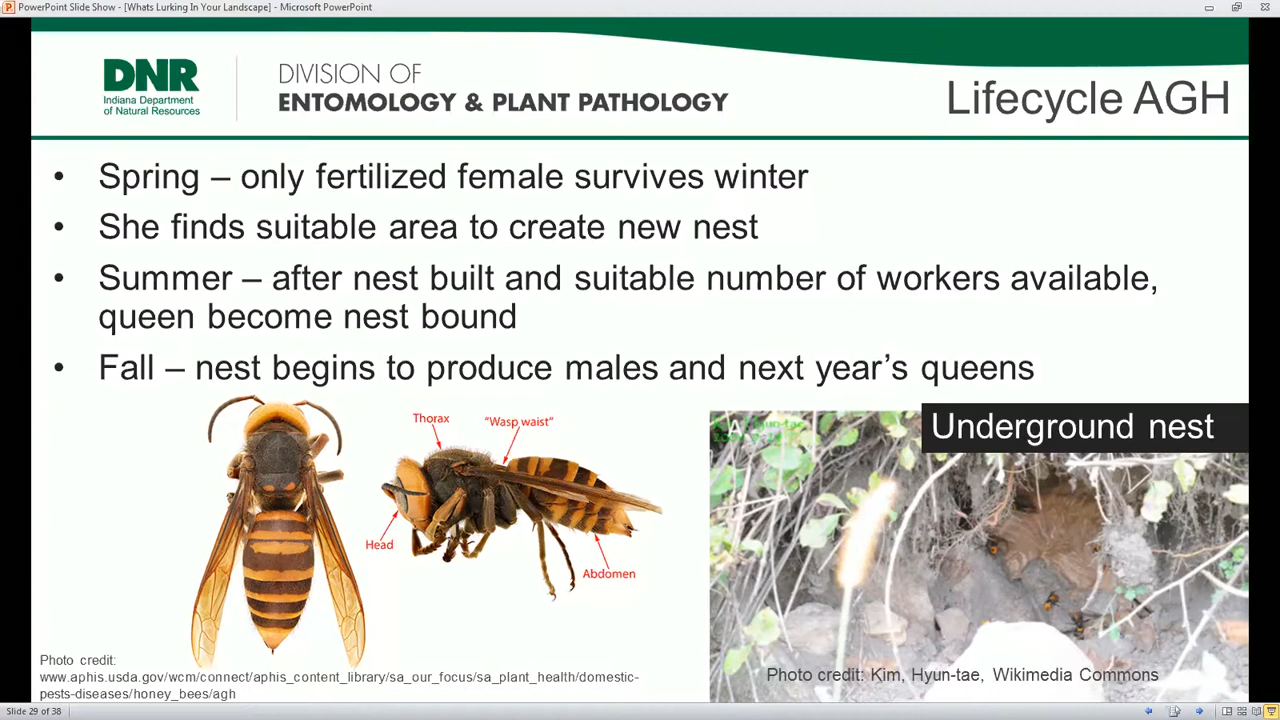 PowerPoint Slide Show - [Whats Lurking In Your Landscape] - Microsoft PowerPoint
DNR
Indiana Department
of Natural Resources
DIVISION OF
ENTOMOLOGY & PLANT PATHOLOGY
Lifecycle AGH
• Spring – only fertilized female survives winter
• She finds suitable area to create new nest
• Summer – after nest built and suitable number of workers available,
queen become nest bound
• Fall – nest begins to produce males and next year’s queens
Thorax
“Wasp waist”
Head
Abdomen
Underground nest
Photo credit:
www.aphis.usda.gov/wcm/connect/aphis_content_library/sa_our_focus/sa_plant_health/domestic-
pests-diseases/honey_bees/agh
Photo credit: Kim, Hyun-tae, Wikimedia Commons
Slide 29 of 38